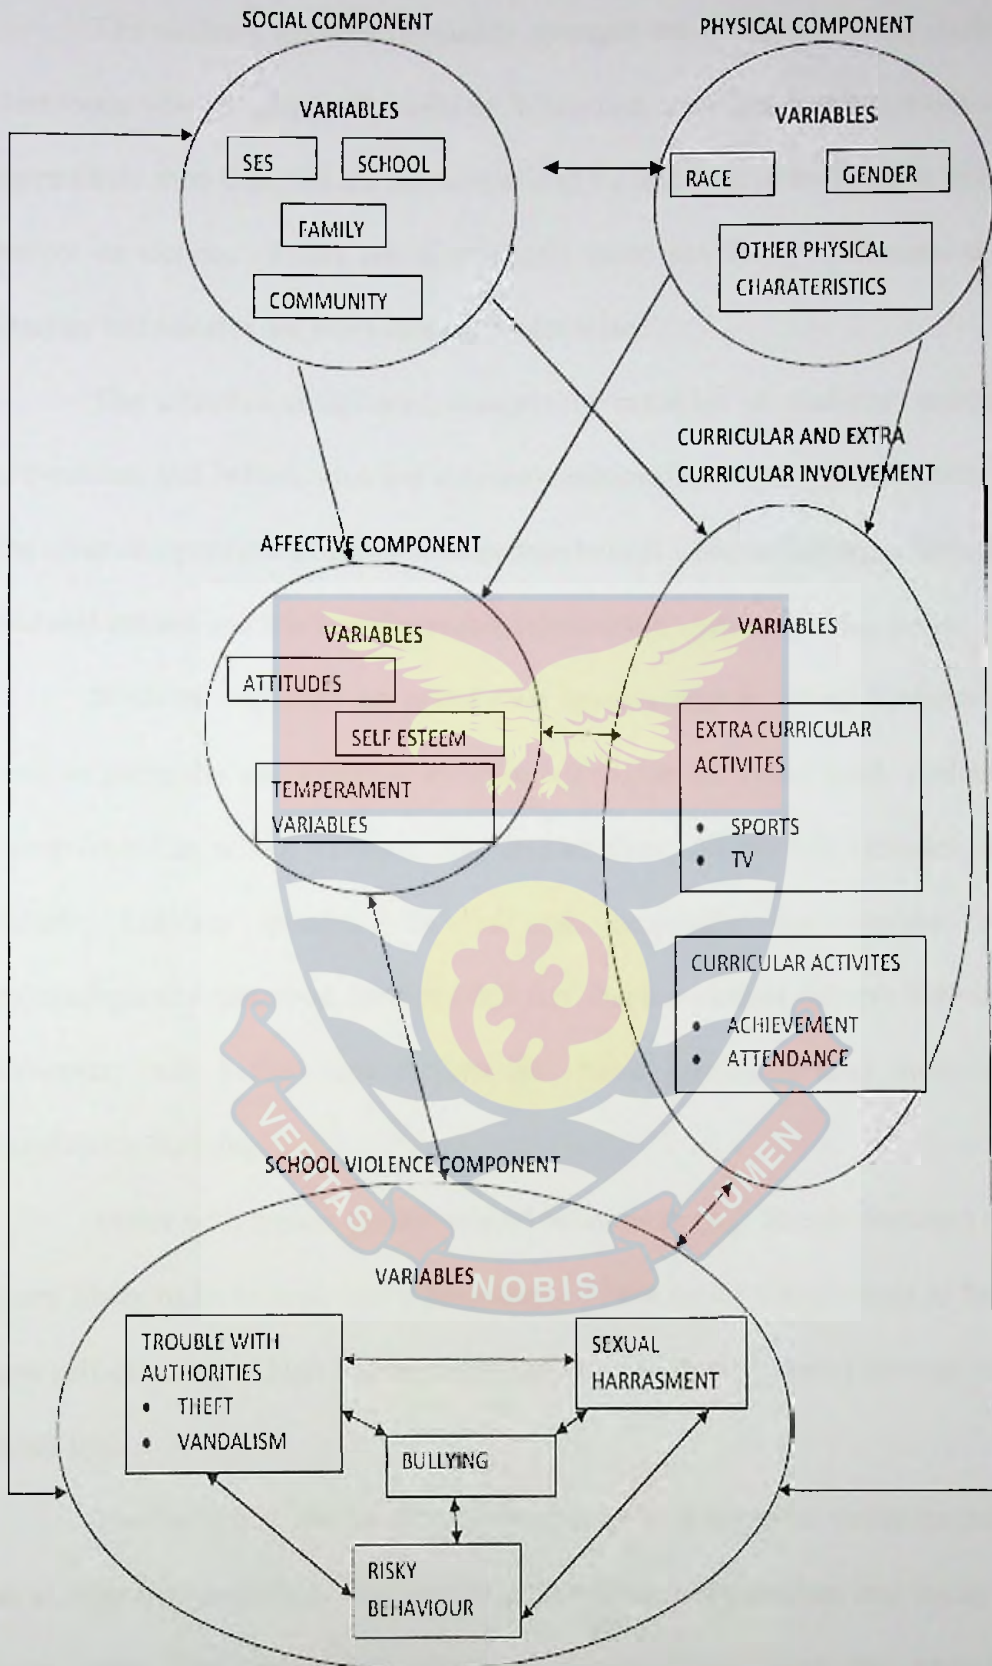 SOCIAL COMPONENT
PHYSICAL COMPONENT
VARIABLES
SES
SCHOOL
FAMILY
COMMUNITY
VARIABLES
RACE
GENDER
OTHER PHYSICAL
CHARATERISTICS
CURRICULAR AND EXTRA
CURRICULAR INVOLVEMENT
AFFECTIVE COMPONENT
VARIABLES
ATTITUDES
SELF ESTEEM
TEMPERAMENT
VARIABLES
VARIABLES
EXTRA CURRICULAR
ACTIVITES
• SPORTS
• TV
CURRICULAR ACTIVITES
• ACHIEVEMENT
• ATTENDANCE
VERITAS
NOBIS
LUMEN
SCHOOL VIOLENCE COMPONENT
VARIABLES
TROUBLE WITH
AUTHORITIES
• THEFT
• VANDALISM
SEXUAL
HARRASMENT
BULLYING
RISKY
BEHAVIOUR